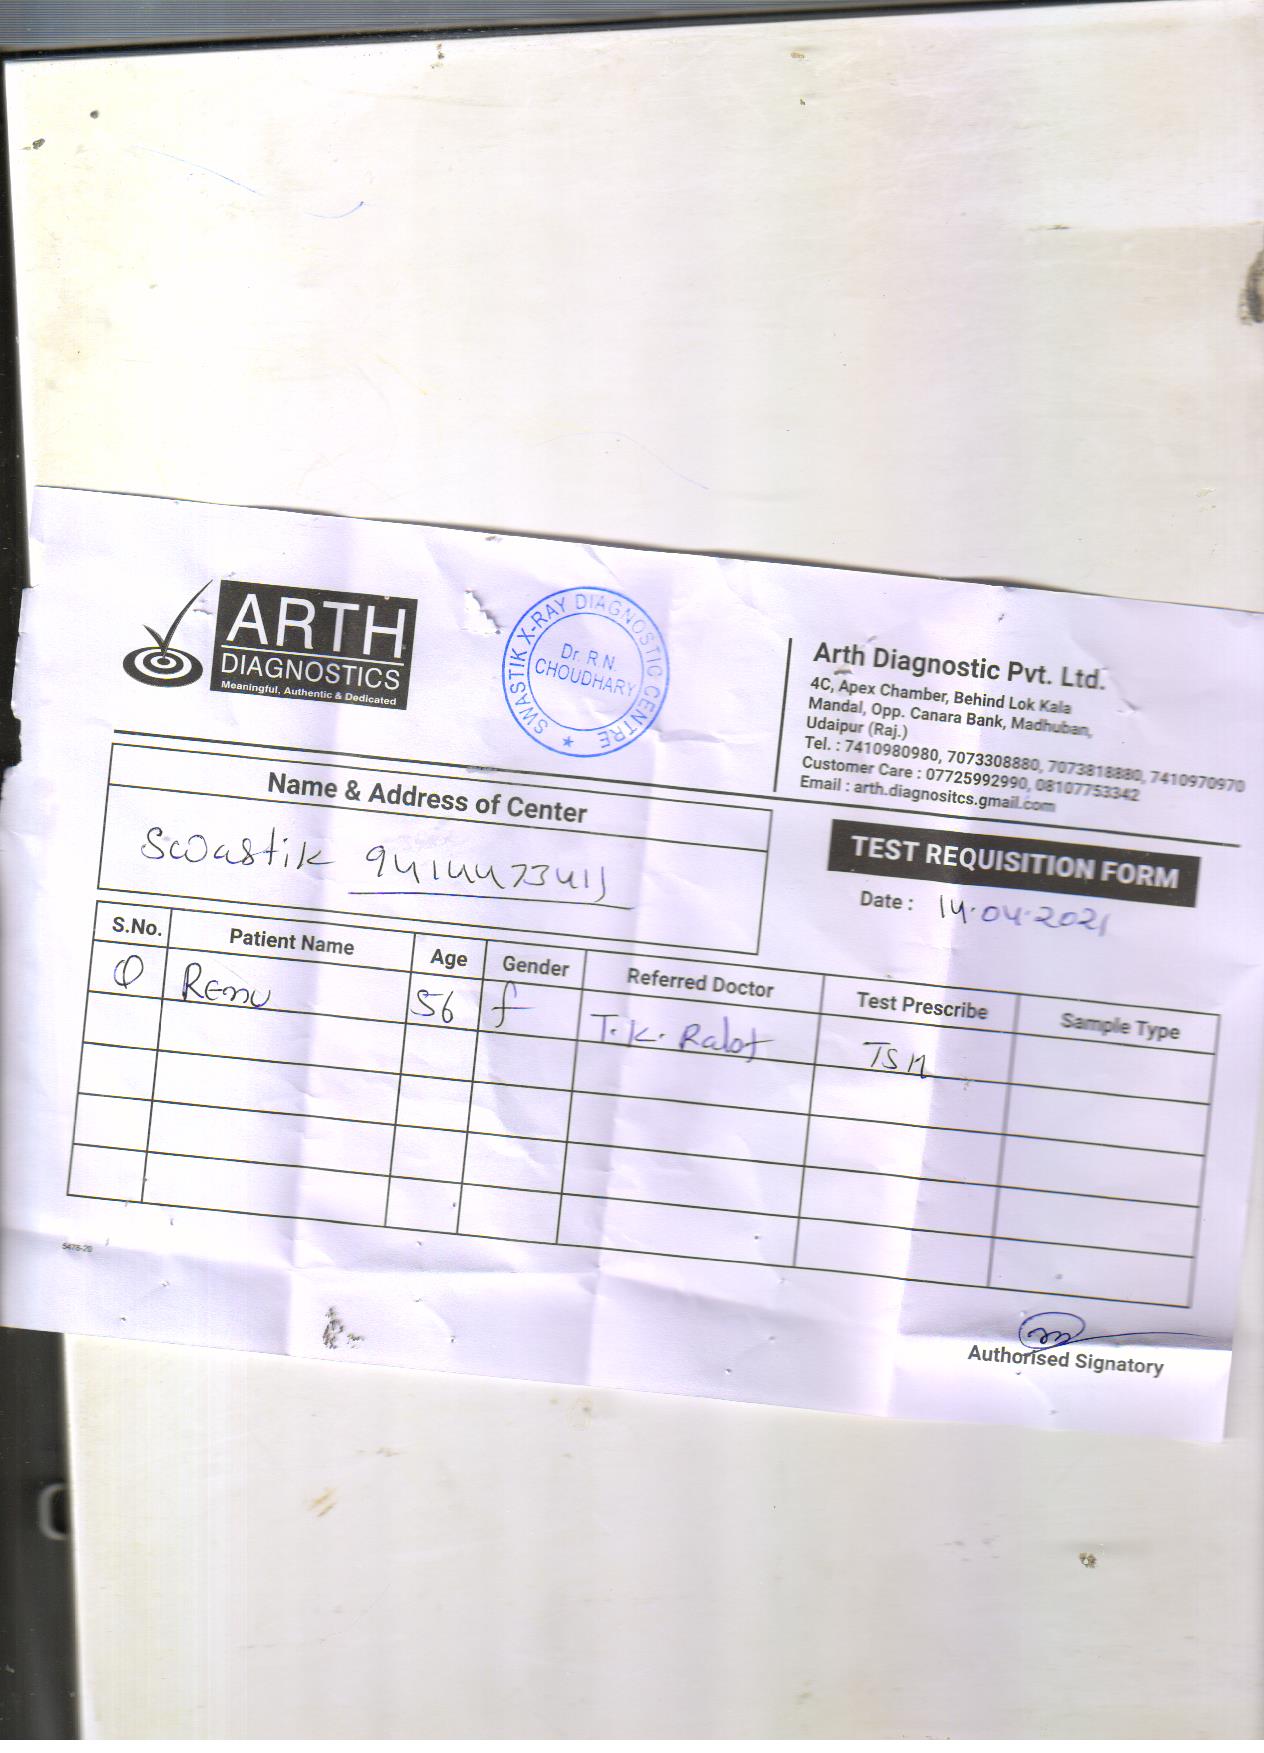 ARTH
DIAGNOSTICS
Meaningful, Authentic & Dedicated
SWASTIK X-RAY DIAGNOSTIC CENTRE
Dr. R.N.
CHOUDHARY
Arth Diagnostic Pvt. Ltd.
4C, Apex Chamber, Behind Lok Kala
Mandal, Opp. Canara Bank, Madhuban,
Udaipur (Raj.)
Tel. : 7410980980, 7073308880, 7073818880, 7410970970
Customer Care : 07725992990, 08107753342
Email : arth.diagnositcs.gmail.com
Name & Address of Center
Swastik
TEST REQUISITION FORM
Date : 14.04.2021
S.No. Patient Name Age Gender Referred Doctor Test Prescribe Sample Type
Renu 56 f T.K. TSH
5478-20
Authorised Signatory